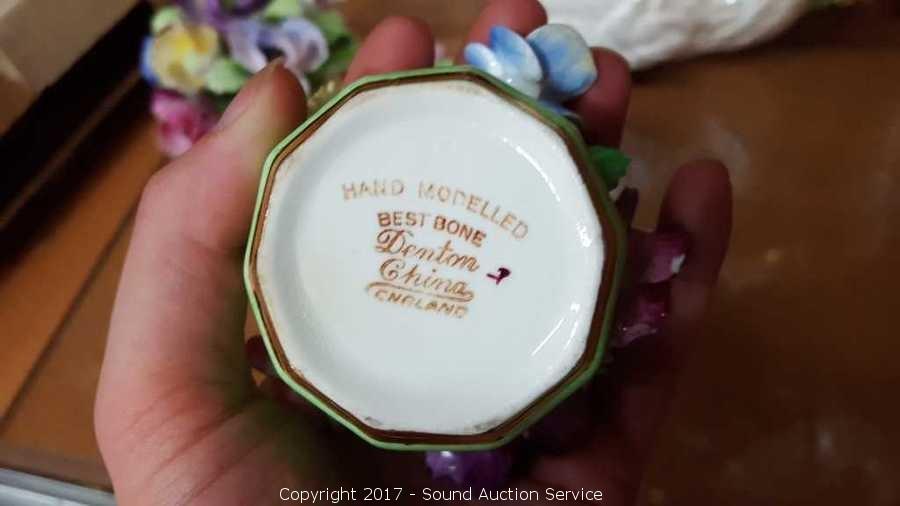 HAND MODELLED
BEST BONE
Denton
China
ENGLAND
Copyright 2017 - Sound Auction Service